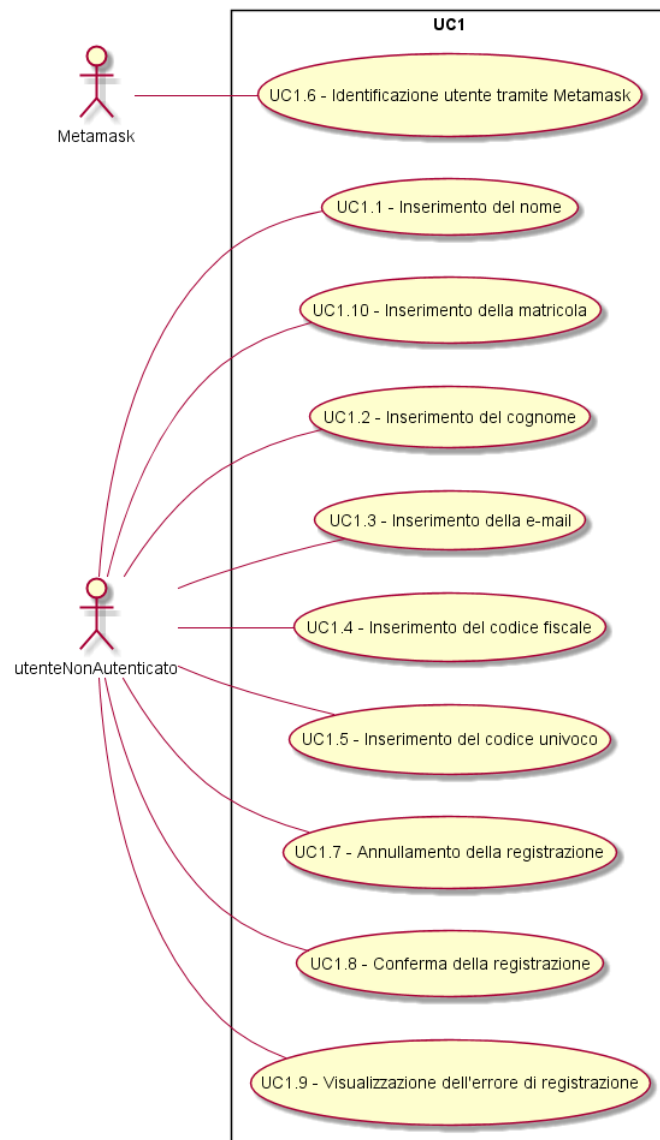 UC1
Metamask
UC1.6 - Identificazione utente tramite Metamask
UC1.1 - Inserimento del nome
UC1.10 - Inserimento della matricola
UC1.2 - Inserimento del cognome
UC1.3 - Inserimento della e-mail
utenteNonAutenticato
UC1.4 - Inserimento del codice fiscale
UC1.5 - Inserimento del codice univoco
UC1.7 - Annullamento della registrazione
UC1.8 - Conferma della registrazione
UC1.9 - Visualizzazione dell'errore di registrazione